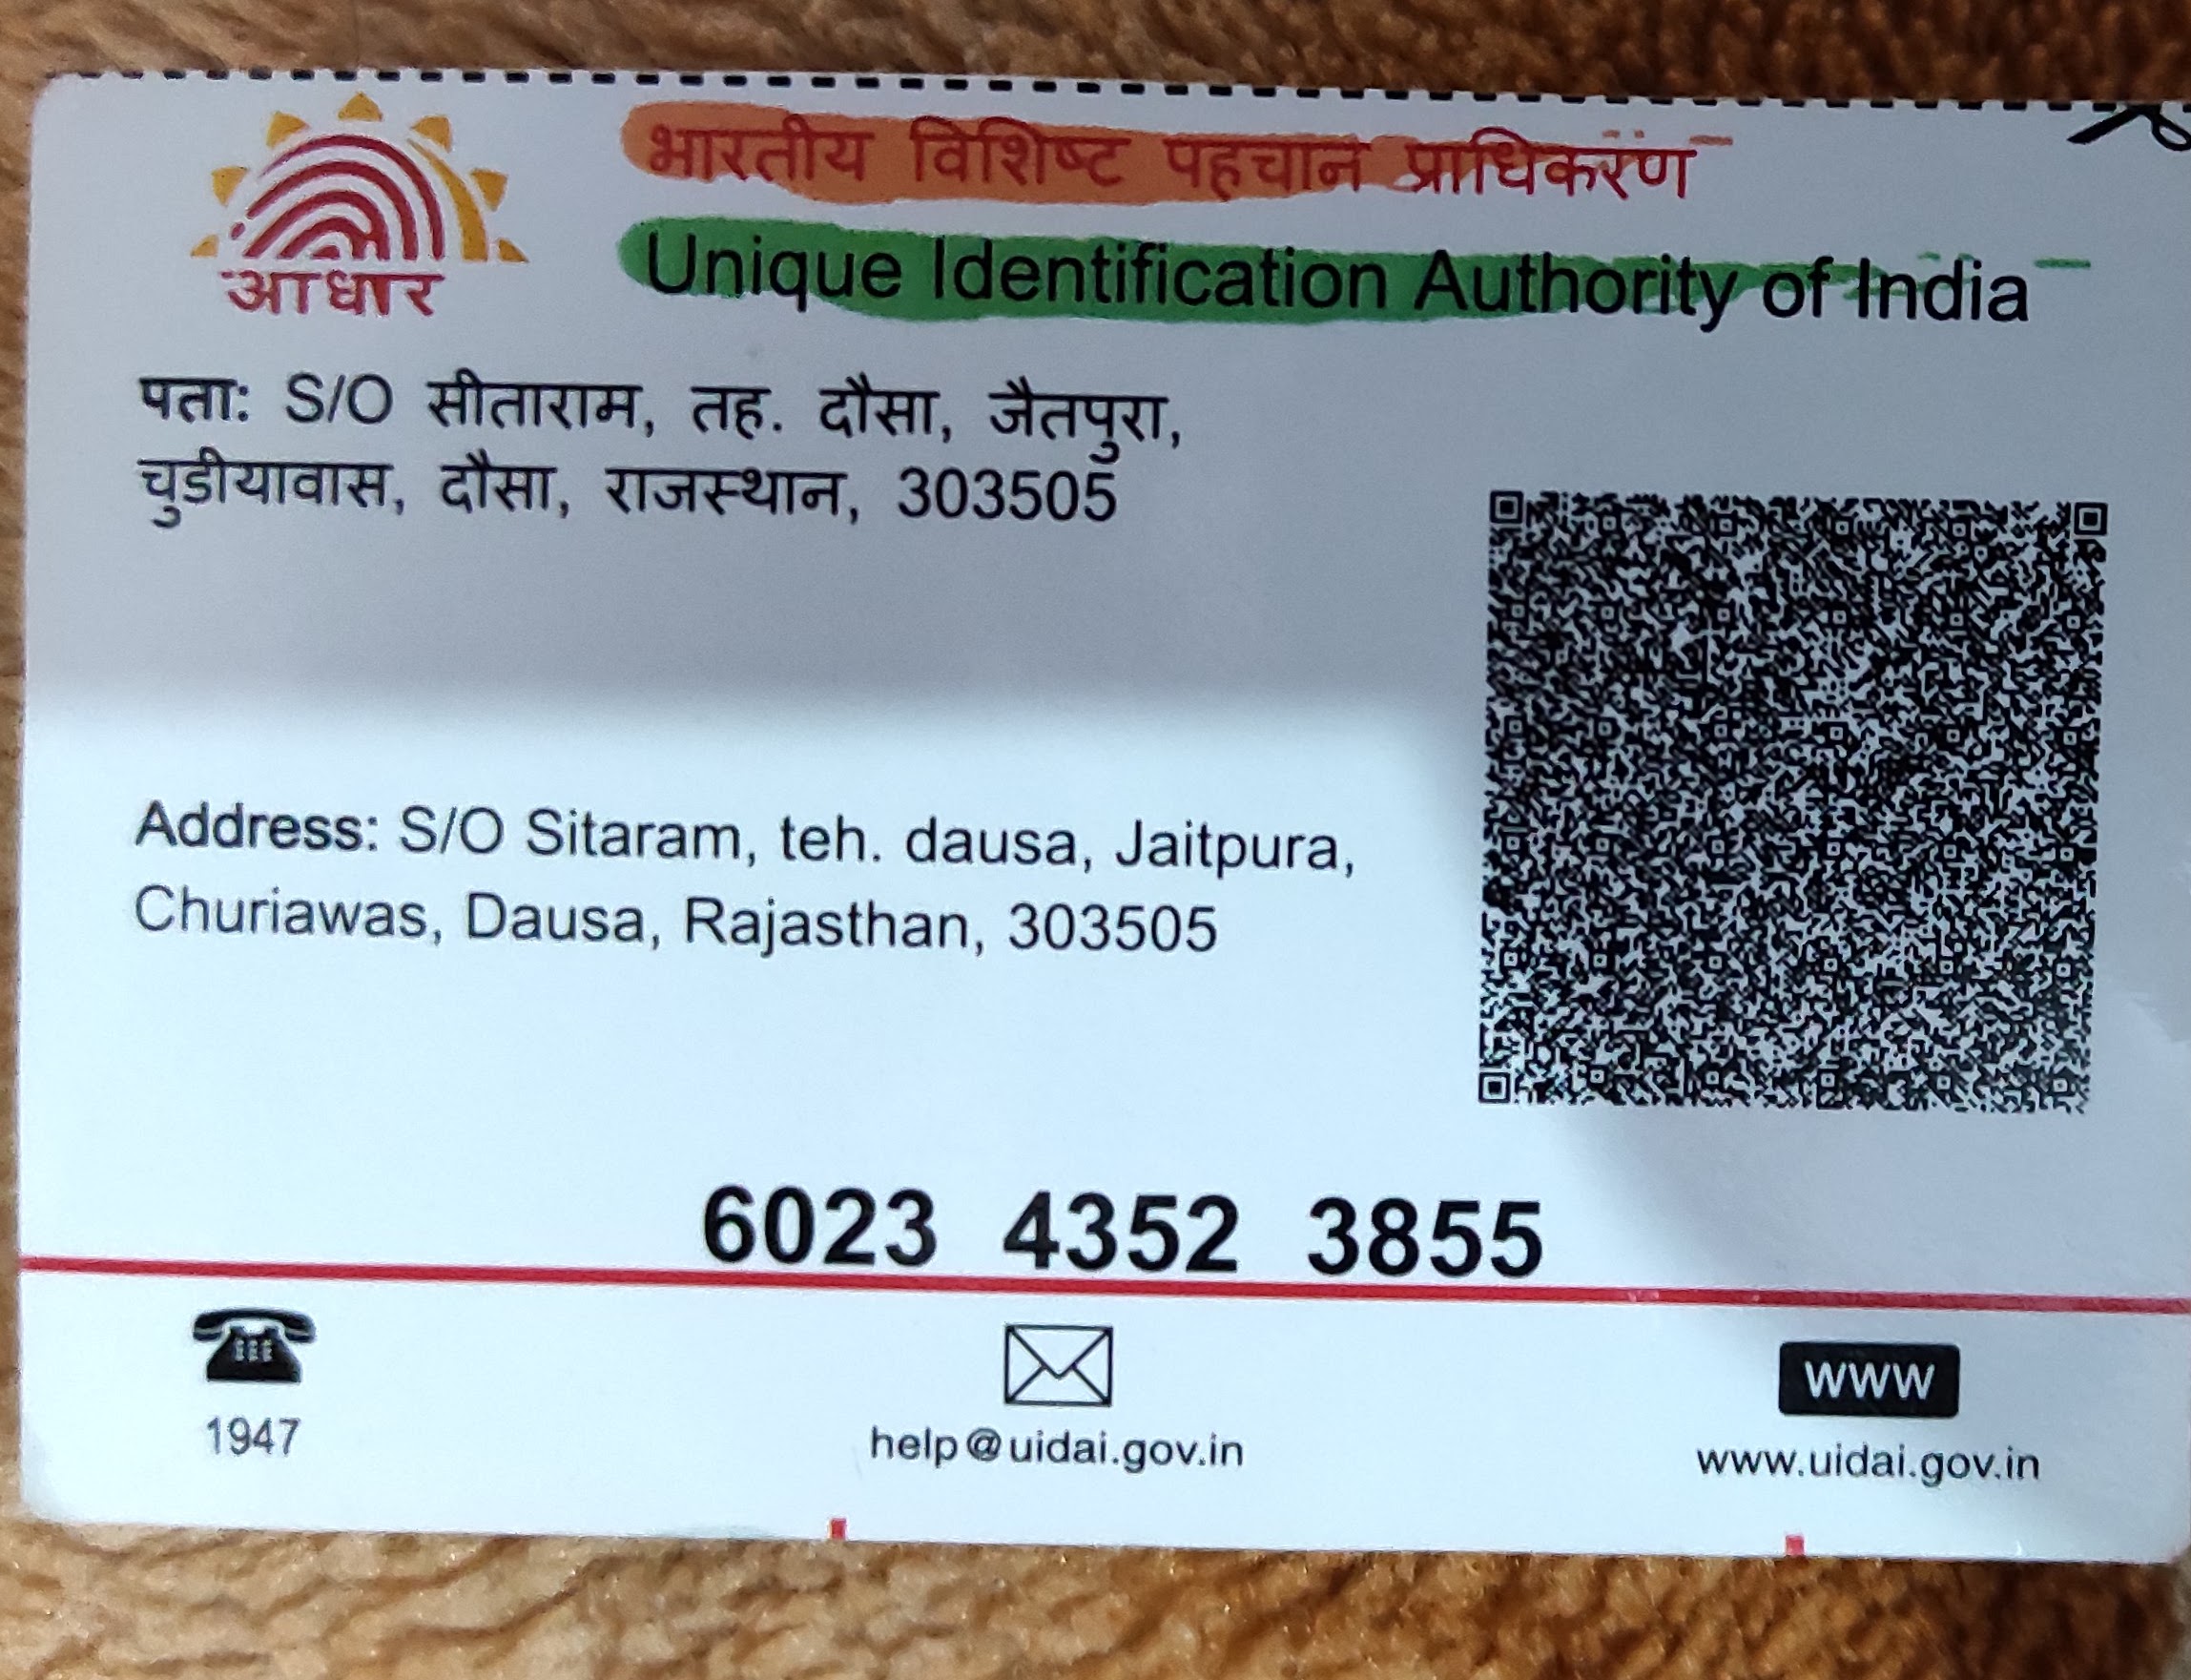 आधार
भारतीय विशिष्ट पहचान प्राधिकरण
Unique Identification Authority of India
पता: S/O सीताराम, तह. दौसा, जैतपुरा,
चुडीयावास, दौसा, राजस्थान, 303505
Address: S/O Sitaram, teh. dausa, Jaitpura,
Churiawas, Dausa, Rajasthan, 303505
6023 4352 3855
1947
help@uidai.gov.in
WWW
www.uidai.gov.in